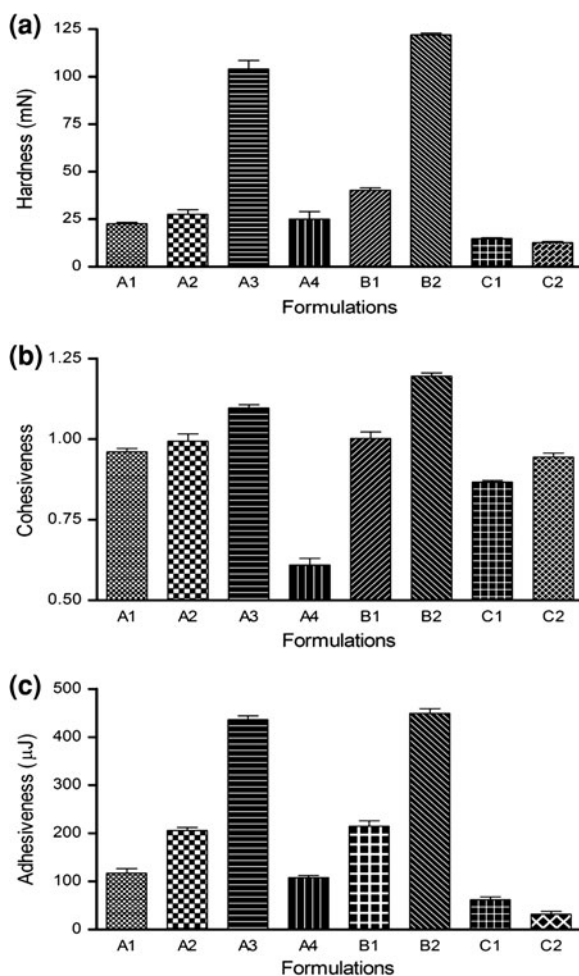 (a)
Hardness (mN)
125
100
75
50
25
0
A1 A2 A3 A4 B1 B2 C1 C2
Formulations
(b)
Cohesiveness
1.25
1.00
0.75
0.50
A1 A2 A3 A4 B1 B2 C1 C2
Formulations
(c)
Adhesiveness (μJ)
500
400
300
200
100
0
A1 A2 A3 A4 B1 B2 C1 C2
Formulations